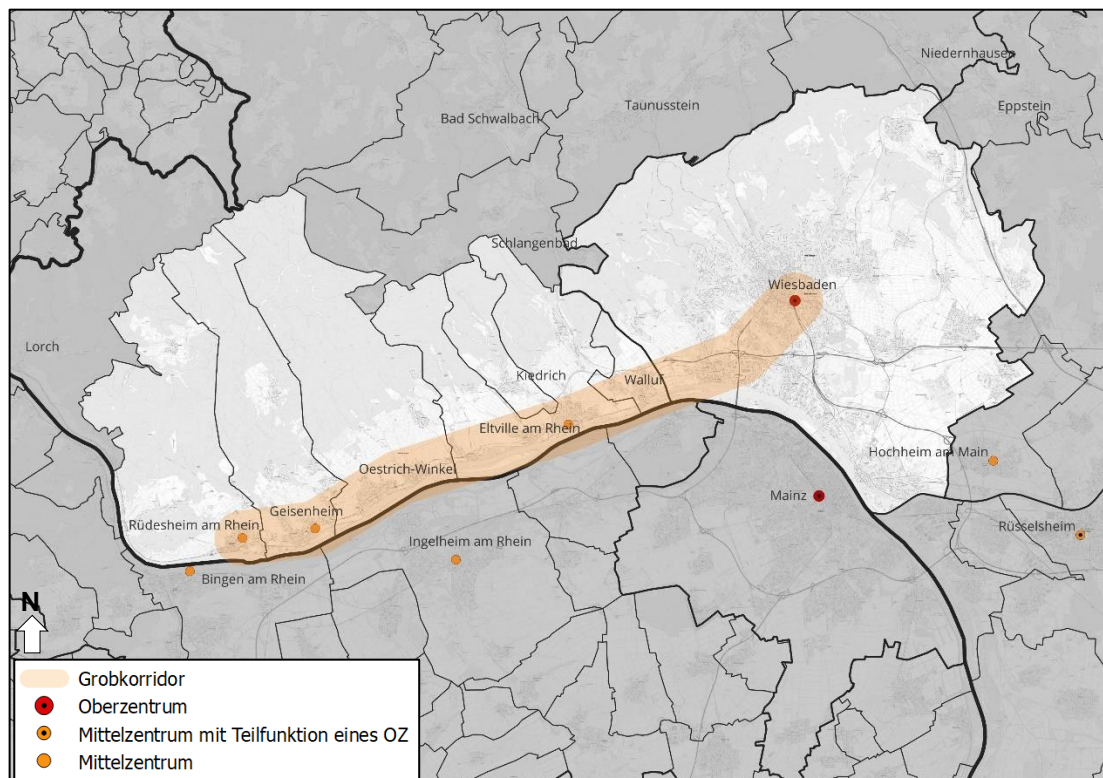 Niedernhausen
Taunusstein
Eppstein
Bad Schwalbach
Schlangenbad
Wiesbaden
Lorch
Kiedrich
Walluf
Eltville am Rhein
Hochheim am Main
Oestrich-Winkel
Mainz
Geisenheim
Rüdesheim am Rhein
Rüsselsheim
Ingelheim am Rhein
Bingen am Rhein
N
Grobkorridor
Oberzentrum
Mittelzentrum mit Teilfunktion eines OZ
Mittelzentrum